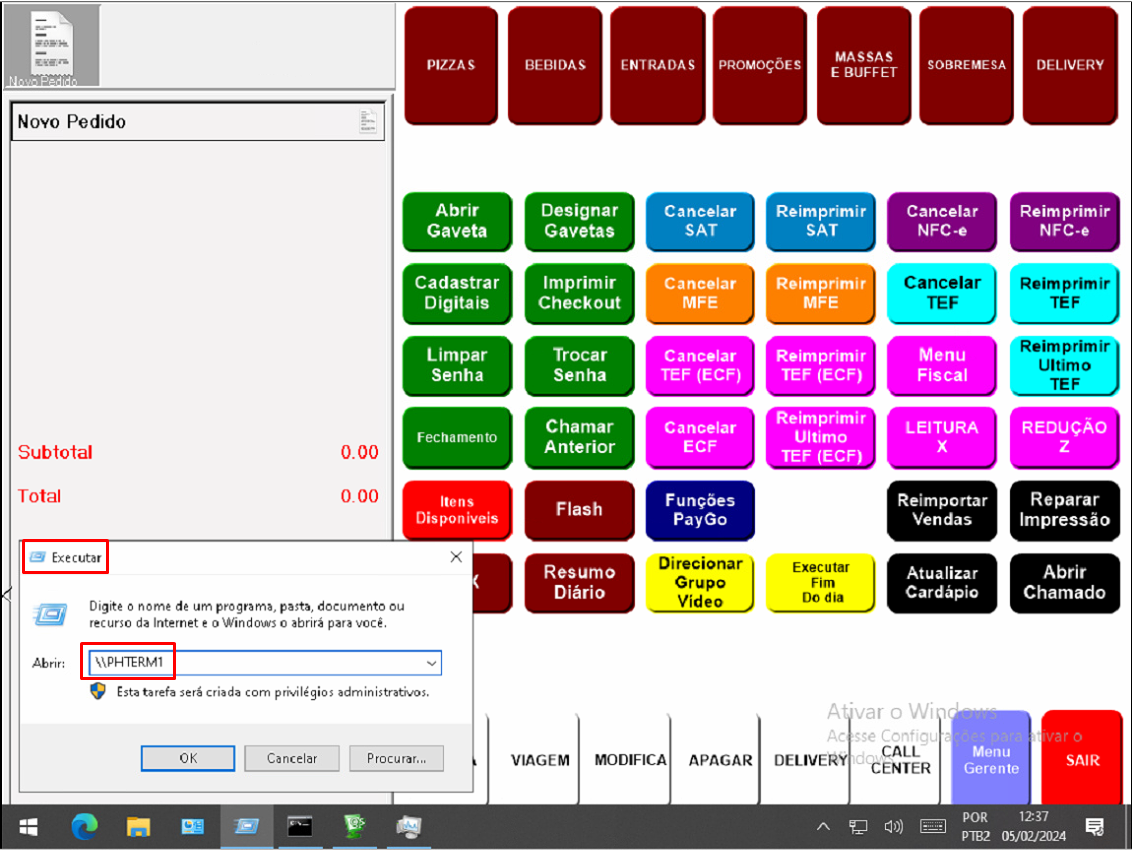 Novo Pedido
Novo Pedido
Subtotal 0.00
Total 0.00
PIZZAS
BEBIDAS
ENTRADAS
PROMOÇÕES
MASSAS
E BUFFET
SOBREMESA
DELIVERY
Abrir
Gaveta
Designar
Gavetas
Cancelar
SAT
Reimprimir
SAT
Cancelar
NFC-e
Reimprimir
NFC-e
Cadastrar
Digitais
Imprimir
Checkout
Cancelar
MFE
Reimprimir
MFE
Cancelar
TEF
Reimprimir
TEF
Limpar
Senha
Trocar
Senha
Cancelar
TEF (ECF)
Reimprimir
TEF (ECF)
Menu
Fiscal
Reimprimir
Ultimo
TEF
Fechamento
Chamar
Anterior
Cancelar
ECF
Reimprimir
Ultimo
TEF (ECF)
LEITURA
X
REDUÇÃO
Z
Itens
Disponiveis
Flash
Funções
PayGo
Reimportar
Vendas
Reparar
Impressão
X
Resumo
Diário
Direcionar
Grupo
Video
Executar
Fim
Do dia
Atualizar
Cardápio
Abrir
Chamado
Executar
Digite o nome de um programa, pasta, documento ou
recurso da Internet e o Windows o abrirá para você.
Abrir: \\PHTERM1
Esta tarefa será criada com privilégios administrativos.
OK
Cancelar
Procurar...
A
VIAGEM
MODIFICA
APAGAR
DELIVERY
CALL
CENTER
Menu
Gerente
SAIR
Ativar o Windows
Acesse Configurações para ativar o
Windows
POR
PTB2
12:37
05/02/2024